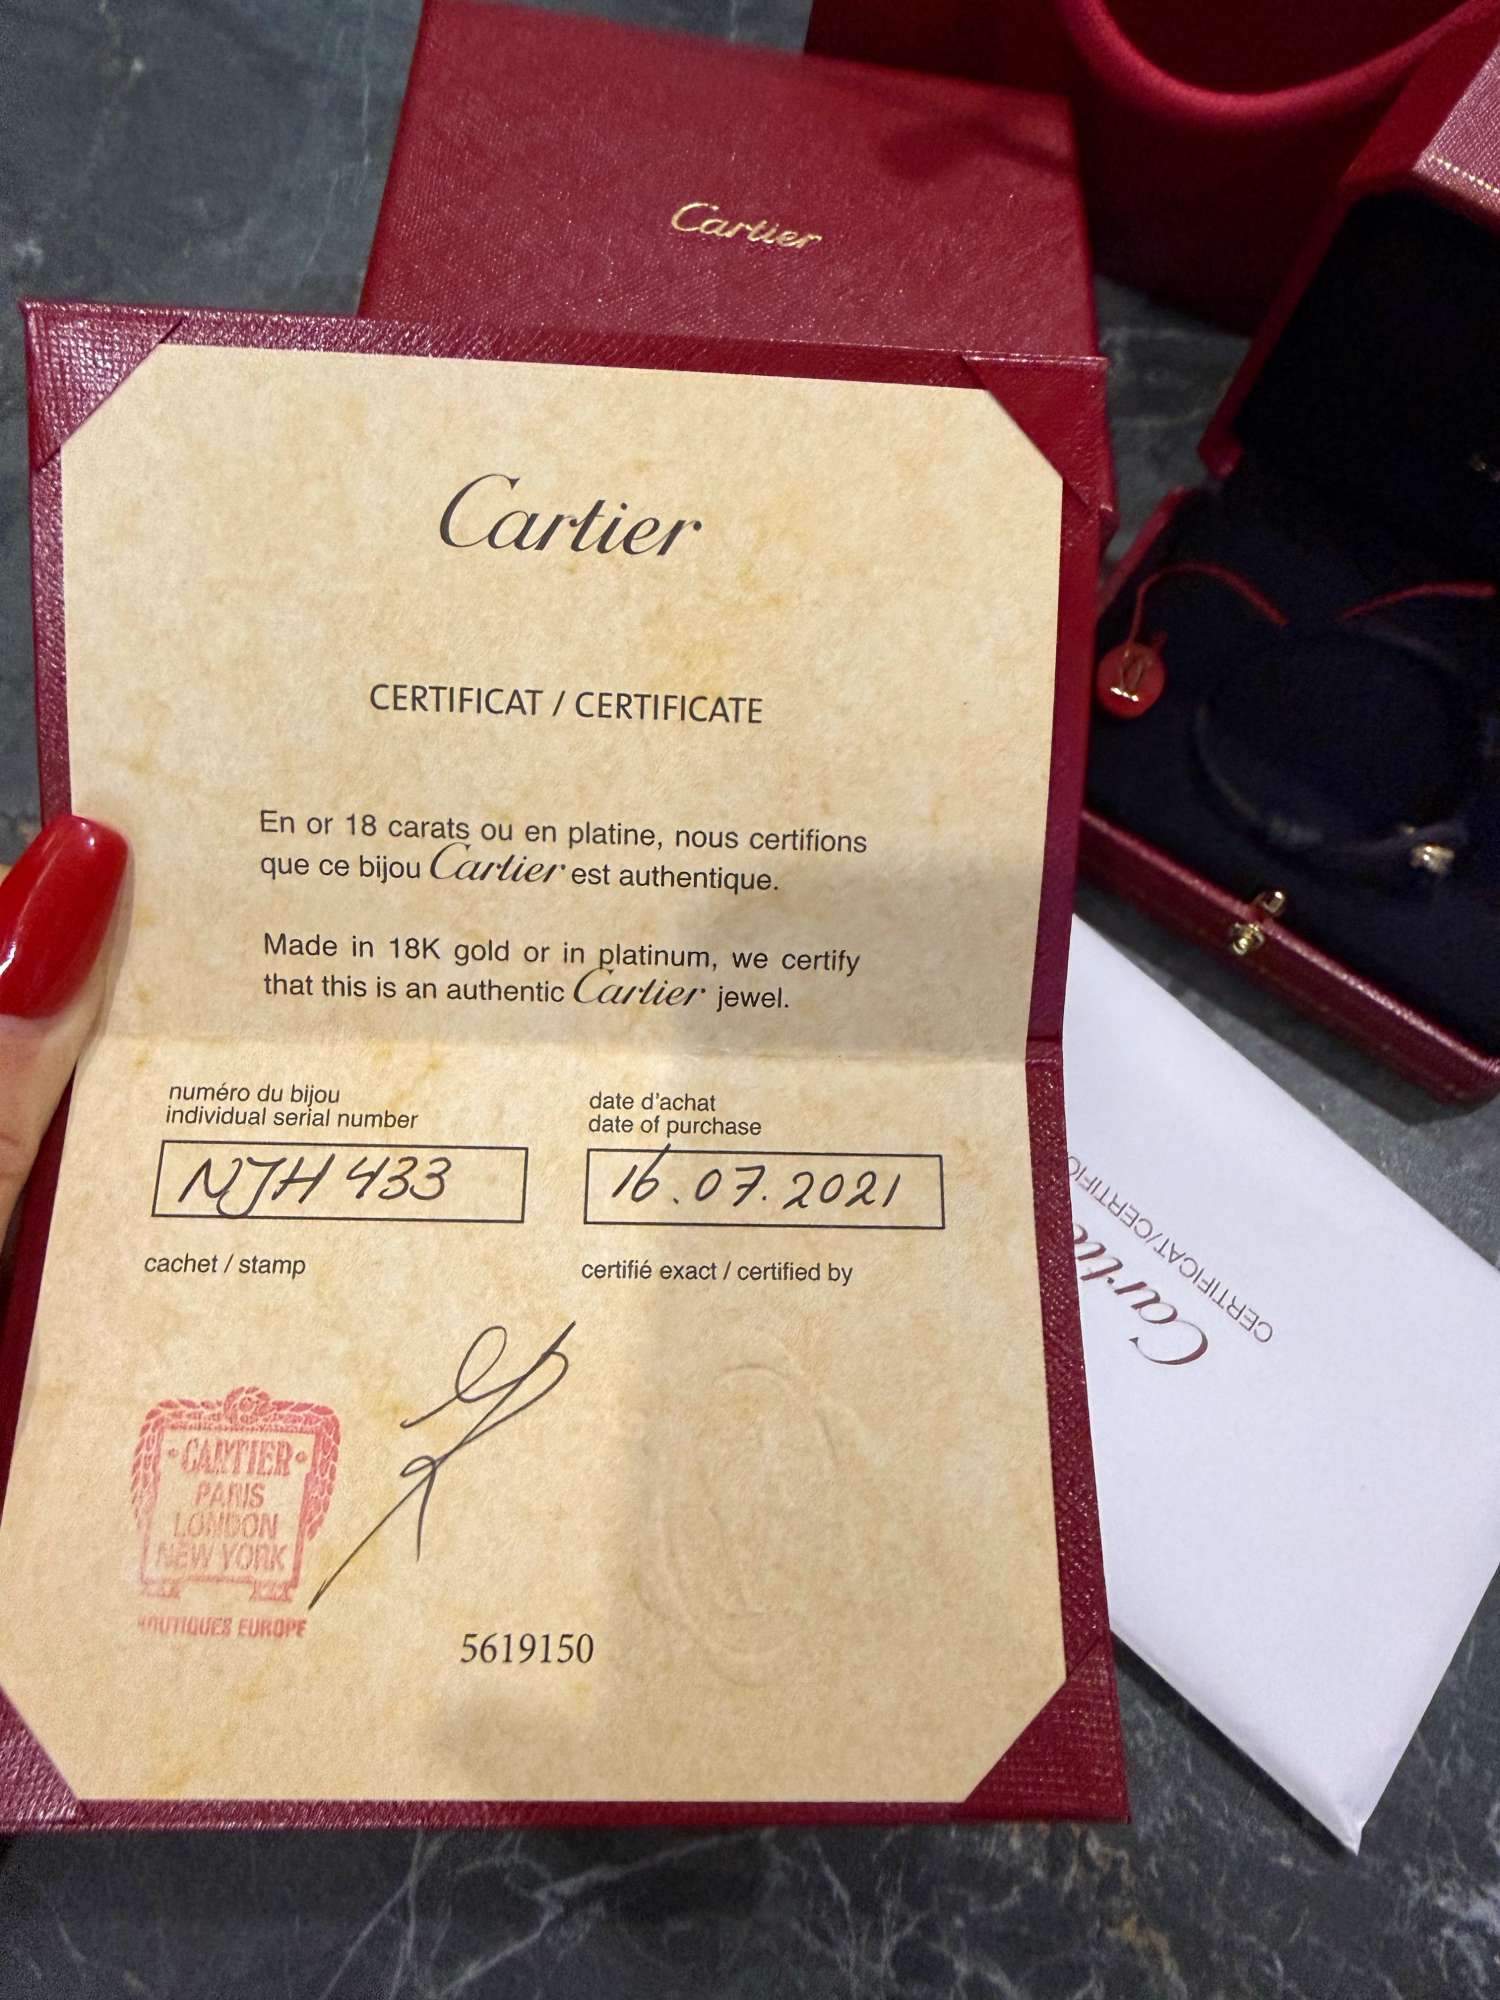 Cartier
Cartier
CERTIFICAT / CERTIFICATE
En or 18 carats ou en platine, nous certifions
que ce bijou Cartier est authentique.
Made in 18K gold or in platinum, we certify
that this is an authentic Cartier jewel.
numéro du bijou
individual serial number
NJH 433
date d'achat
date of purchase
16.07.2021
cachet / stamp
certifié exact / certified by
CARTIER
PARIS
LONDON
NEW YORK
BOUTIQUES EUROPE
5619150
Cartier
CERTIFICAT/CERTIFIC